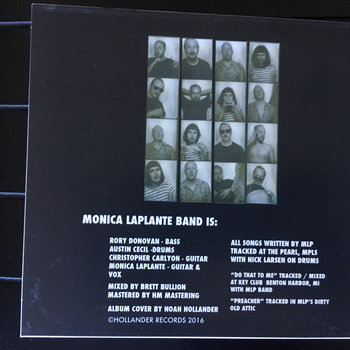 MONICA LAPLANTE BAND IS:
RORY DONOVAN - BASS
AUSTIN CECIL -DRUMS
CHRISTOPHER CARLYON - GUITAR
MONICA LAPLANTE - GUITAR &
VOX
MIXED BY BRETT BULLION
MASTERED BY HM MASTERING
ALBUM COVER BY NOAH HOLLANDER
©HOLLANDER RECORDS 2016
ALL SONGS WRITTEN BY MLP
TRACKED AT THE PEARL, MPLS
WITH NICK LARSEN ON DRUMS
"DO THAT TO ME" TRACKED / MIXED
AT KEY CLUB BENTON HARBOR, MI
WITH MLP BAND
"PREACHER" TRACKED IN MLP'S DIRTY
OLD ATTIC